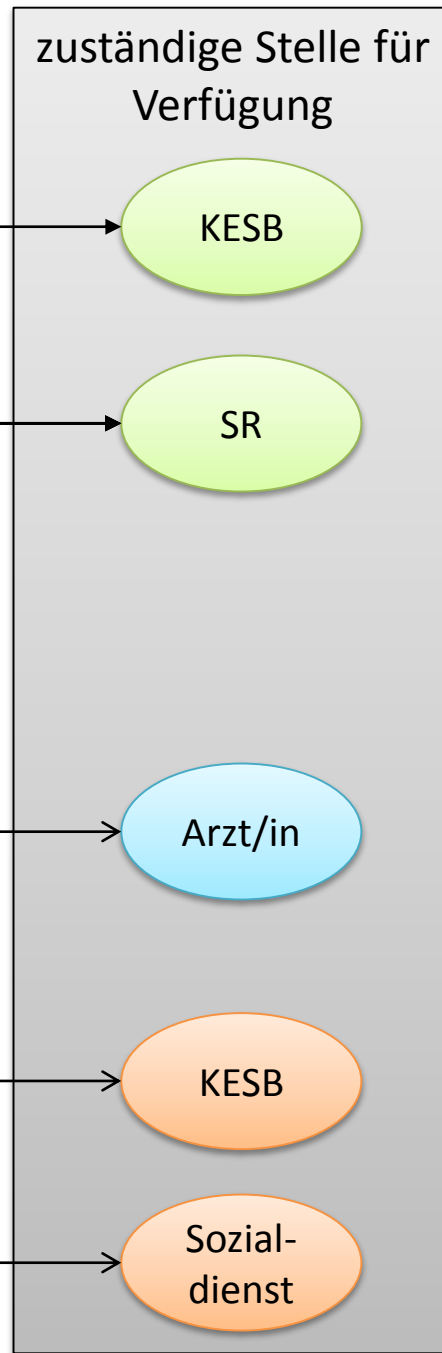 zuständige Stelle für
Verfügung
KESB
SR
Arzt/in
KESB
Sozial-
dienst